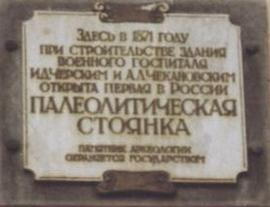 Здесь в 1871 году
при строительстве здания
военного госпиталя
И.Д.Черским и А.Л.Чекановским
открыта первая в России
ПАЛЕОЛИТИЧЕСКАЯ
СТОЯНКА
памятник археологии
охраняется государством